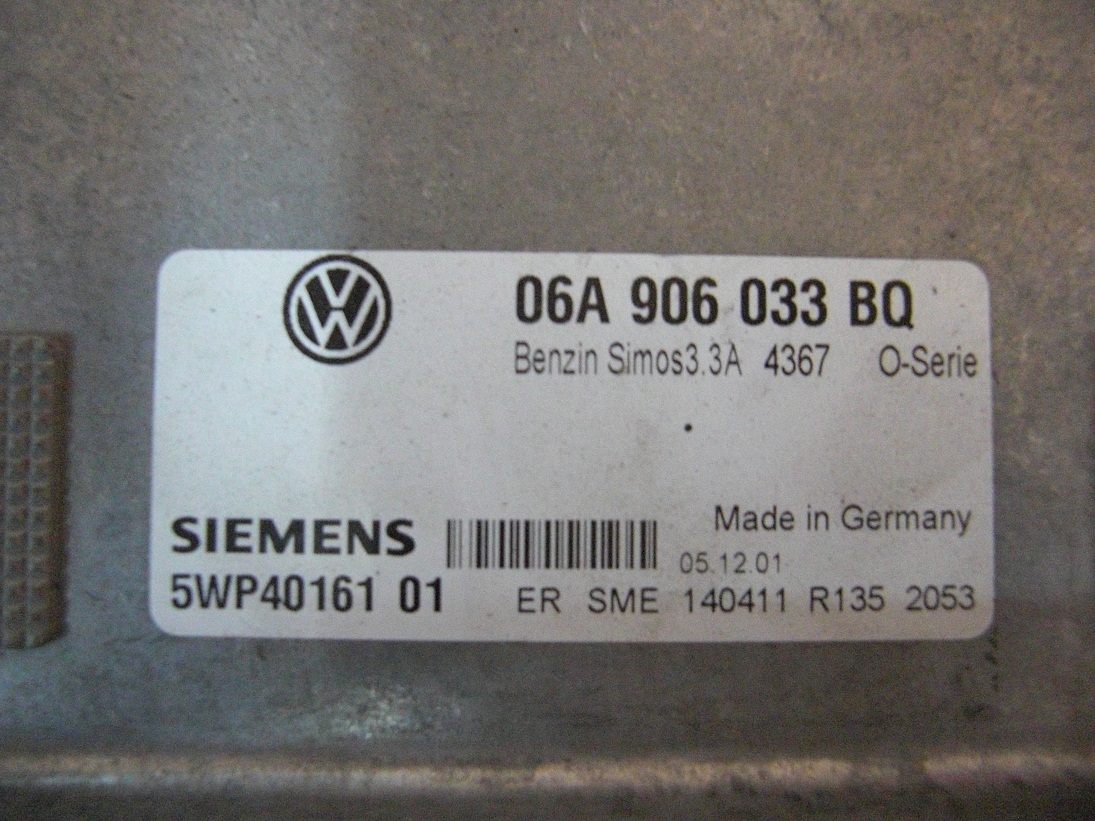 06A 906 033 BQ
Benzin Simos3.3A 4367 O-Serie
Made in Germany
SIEMENS
05.12.01
5WP40161 01 ER SME 140411 R135 2053